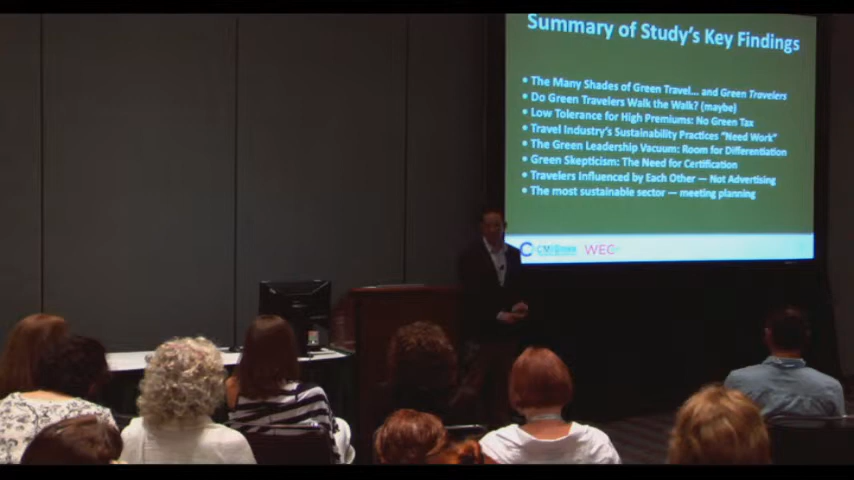 Summary of Study's Key Findings
• The Many Shades of Green Travel... and Green Travelers
• Do Green Travelers Walk the Walk? (maybe)
• Low Tolerance for High Premiums: No Green Tax
• Travel Industry's Sustainability Practices "Need Work"
• The Green Leadership Vacuum: Room for Differentiation
• Green Skepticism: The Need for Certification
• Travelers Influenced by Each Other — Not Advertising
• The most sustainable sector — meeting planning
WEC